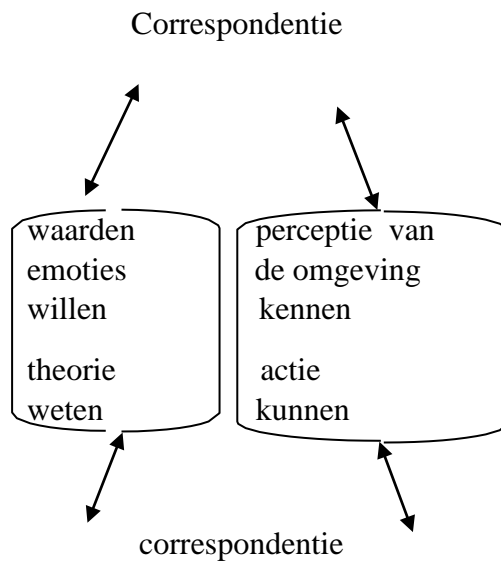 Correspondentie
waarden
emoties
willen
theorie
weten
perceptie van
de omgeving
kennen
actie
kunnen
correspondentie